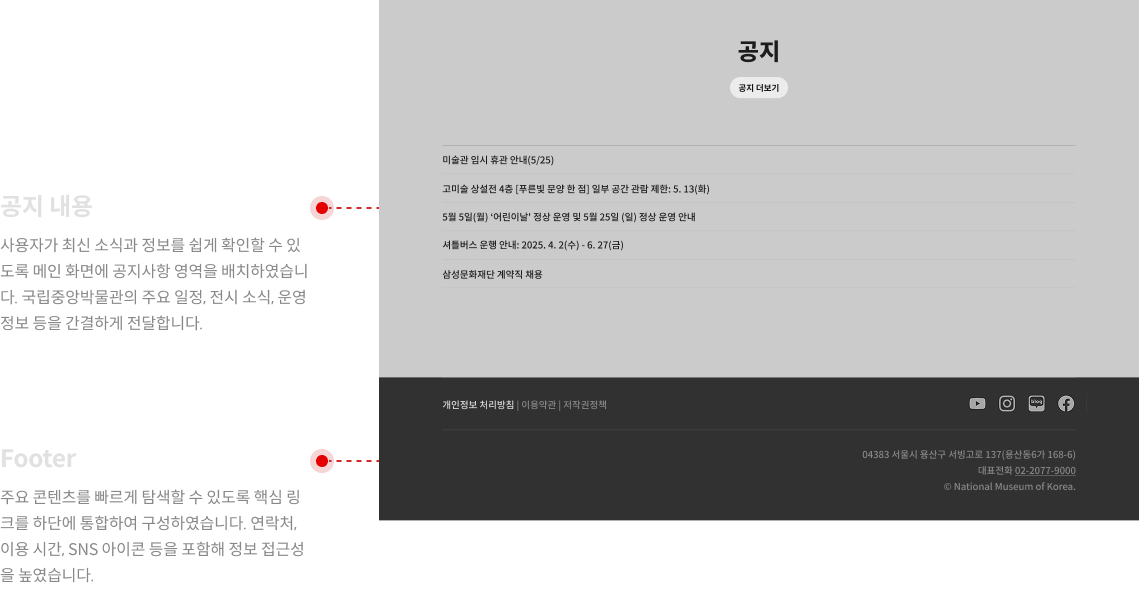 공지
공지 더보기
미술관 임시 휴관 안내(5/25)
고미술 상설전 4층 [푸른빛 문양 한 점] 일부 공간 관람 제한: 5. 13(화)
5월 5일(월) ‘어린이날’ 정상 운영 및 5월 25일 (일) 정상 운영 안내
셔틀버스 운행 안내: 2025. 4. 2(수) - 6. 27(금)
삼성문화재단 계약직 채용
공지 내용
사용자가 최신 소식과 정보를 쉽게 확인할 수 있
도록 메인 화면에 공지사항 영역을 배치하였습니
다. 국립중앙박물관의 주요 일정, 전시 소식, 운영
정보 등을 간결하게 전달합니다.
개인정보 처리방침 | 이용약관 | 저작권정책
blog
04383 서울시 용산구 서빙고로 137(용산동6가 168-6)
대표전화 02-2077-9000
© National Museum of Korea.
Footer
주요 콘텐츠를 빠르게 탐색할 수 있도록 핵심 링
크를 하단에 통합하여 구성하였습니다. 연락처,
이용 시간, SNS 아이콘 등을 포함해 정보 접근성
을 높였습니다.